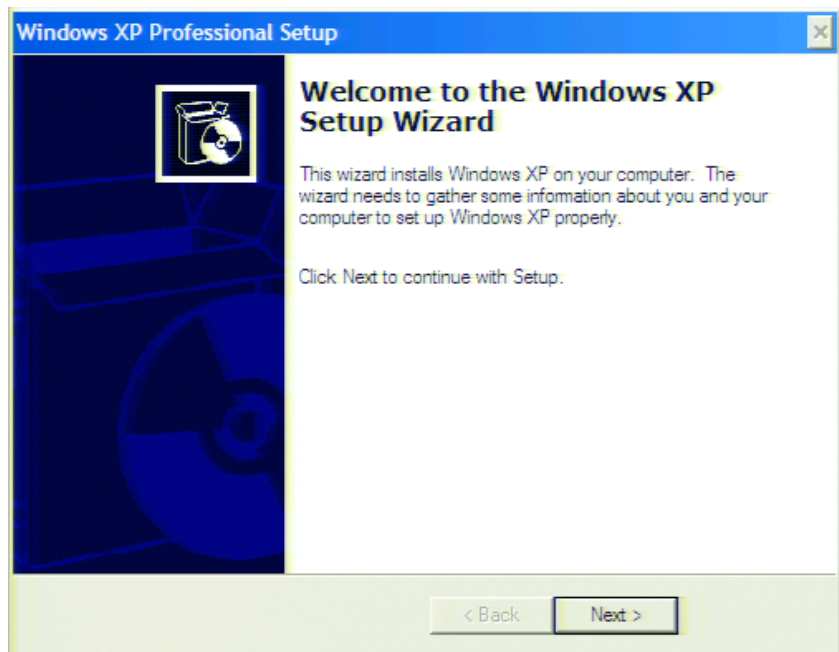 Windows XP Professional Setup
Welcome to the Windows XP
Setup Wizard
This wizard installs Windows XP on your computer. The
wizard needs to gather some information about you and your
computer to set up Windows XP properly.
Click Next to continue with Setup.
< Back
Next >